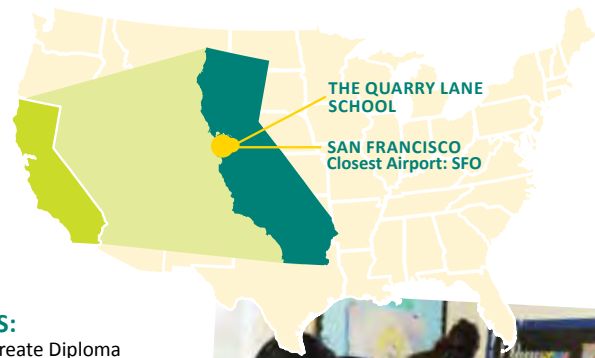 THE QUARRY LANE
SCHOOL
SAN FRANCISCO
Closest Airport: SFO
S:
reate Diploma